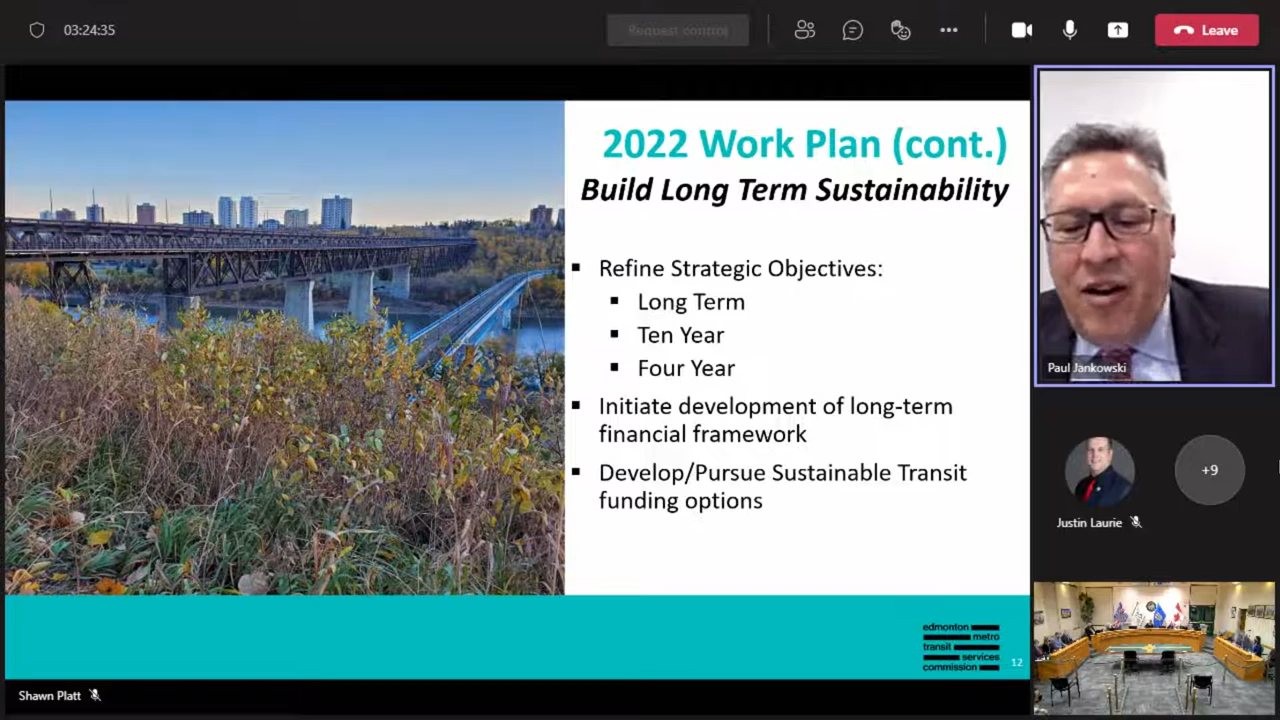 03:24:35
Request control
Leave
2022 Work Plan (cont.)
Build Long Term Sustainability
▪ Refine Strategic Objectives:
▪ Long Term
▪ Ten Year
▪ Four Year
▪ Initiate development of long-term
financial framework
▪ Develop/Pursue Sustainable Transit
funding options
edmonton
metro
transit
services
commission
12
Paul Jankowski
+9
Justin Laurie
Shawn Platt